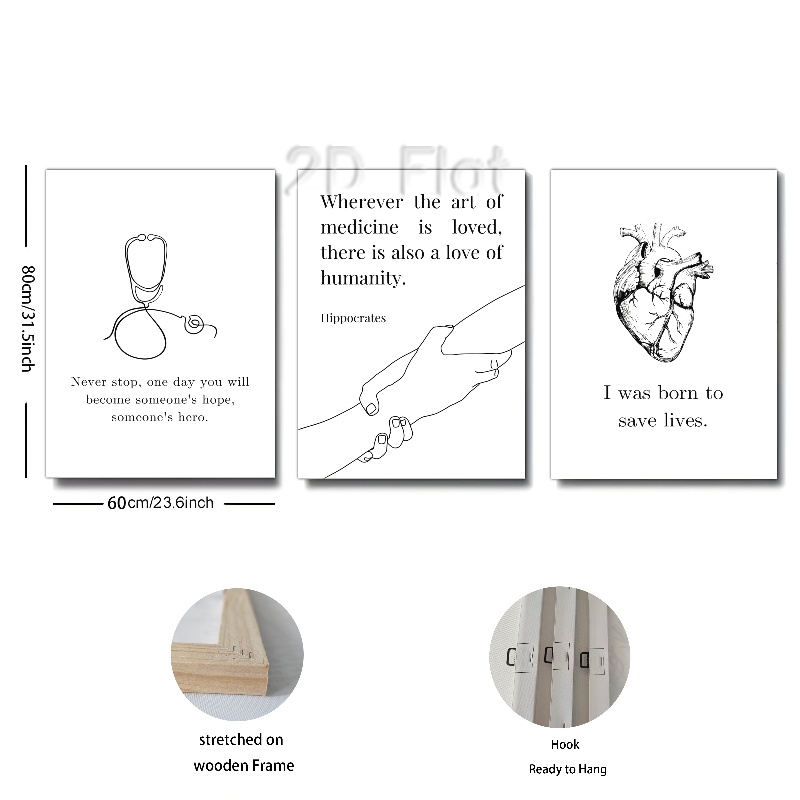 2D Flat
80cm/31.5inch
Never stop, one day you will
become someone's hope,
someone's hero.
Wherever the art of
medicine is loved,
there is also a love of
humanity.
Hippocrates
I was born to
save lives.
60cm/23.6inch
stretched on
wooden Frame
Hook
Ready to Hang